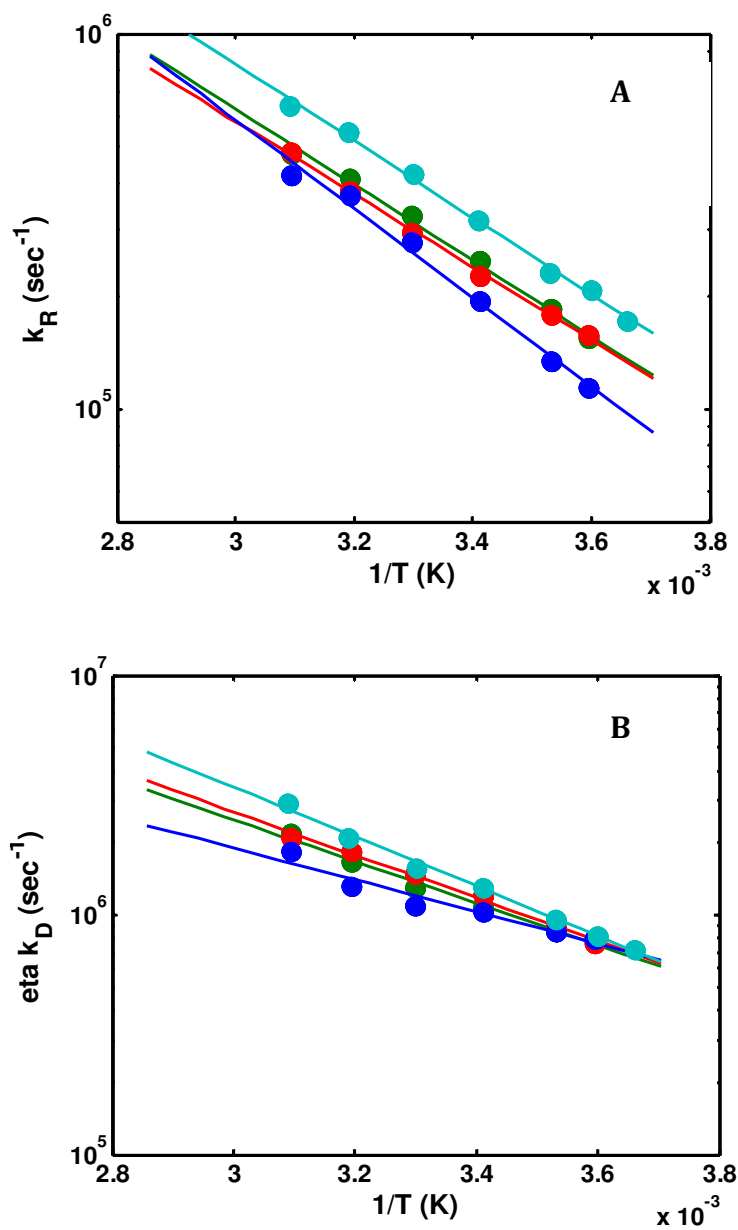 10^6
A
k_R (sec^-1)
10^5
2.8 3 3.2 3.4 3.6 3.8
1/T (K)
x 10^-3
10^7
B
eta k_D (sec^-1)
10^6
10^5
2.8 3 3.2 3.4 3.6 3.8
1/T (K)
x 10^-3